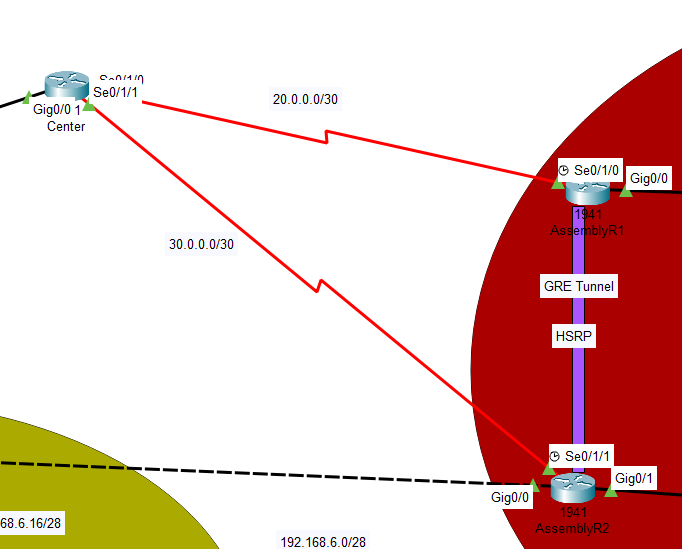 Se0/1/0
Se0/1/1
Gig0/0 1
Center
20.0.0.0/30
Se0/1/0
Gig0/0
1941
AssemblyR1
30.0.0.0/30
GRE Tunnel
HSRP
Se0/1/1
Gig0/1
Gig0/0
1941
AssemblyR2
68.6.16/28
192.168.6.0/28